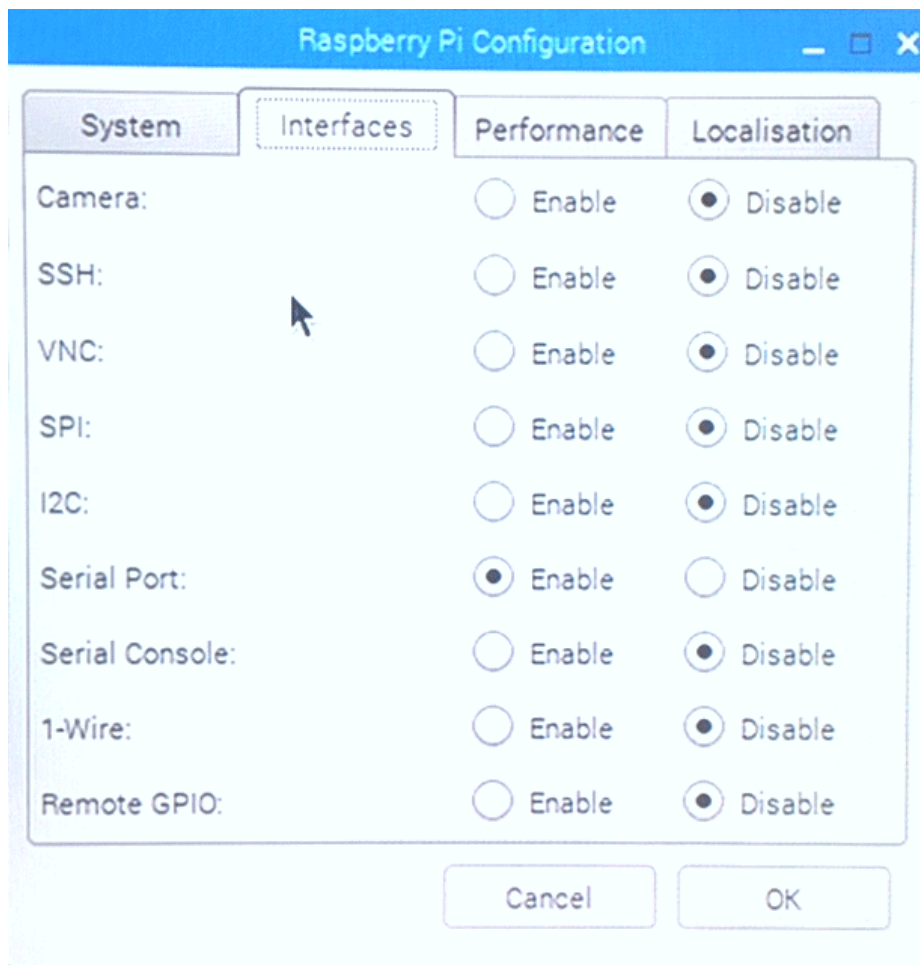 Raspberry Pi Configuration
System Interfaces Performance Localisation
Camera: Enable Disable
SSH: Enable Disable
VNC: Enable Disable
SPI: Enable Disable
I2C: Enable Disable
Serial Port: Enable Disable
Serial Console: Enable Disable
1-Wire: Enable Disable
Remote GPIO: Enable Disable
Cancel OK